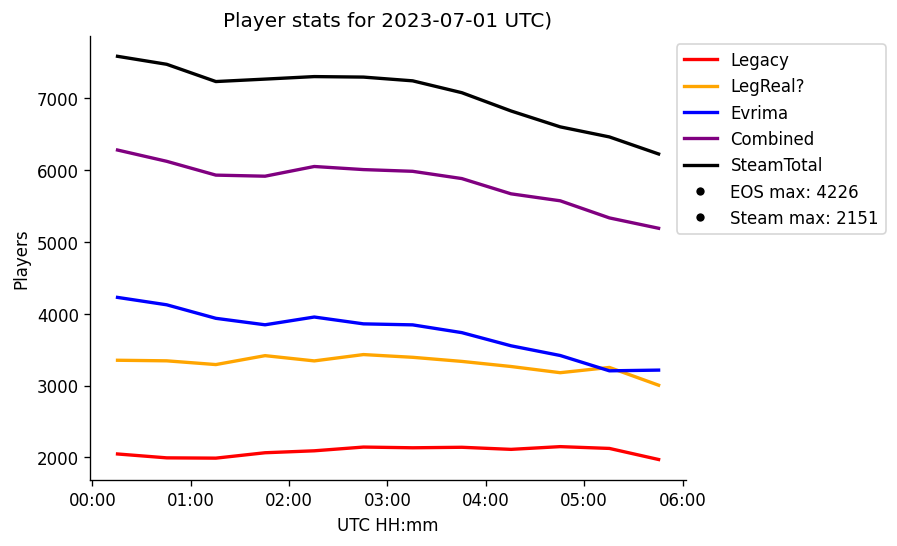 Player stats for 2023-07-01 UTC)
Players
7000
6000
5000
4000
3000
2000
00:00 01:00 02:00 03:00 04:00 05:00 06:00
UTC HH:mm
Legacy
LegReal?
Evrima
Combined
SteamTotal
EOS max: 4226
Steam max: 2151